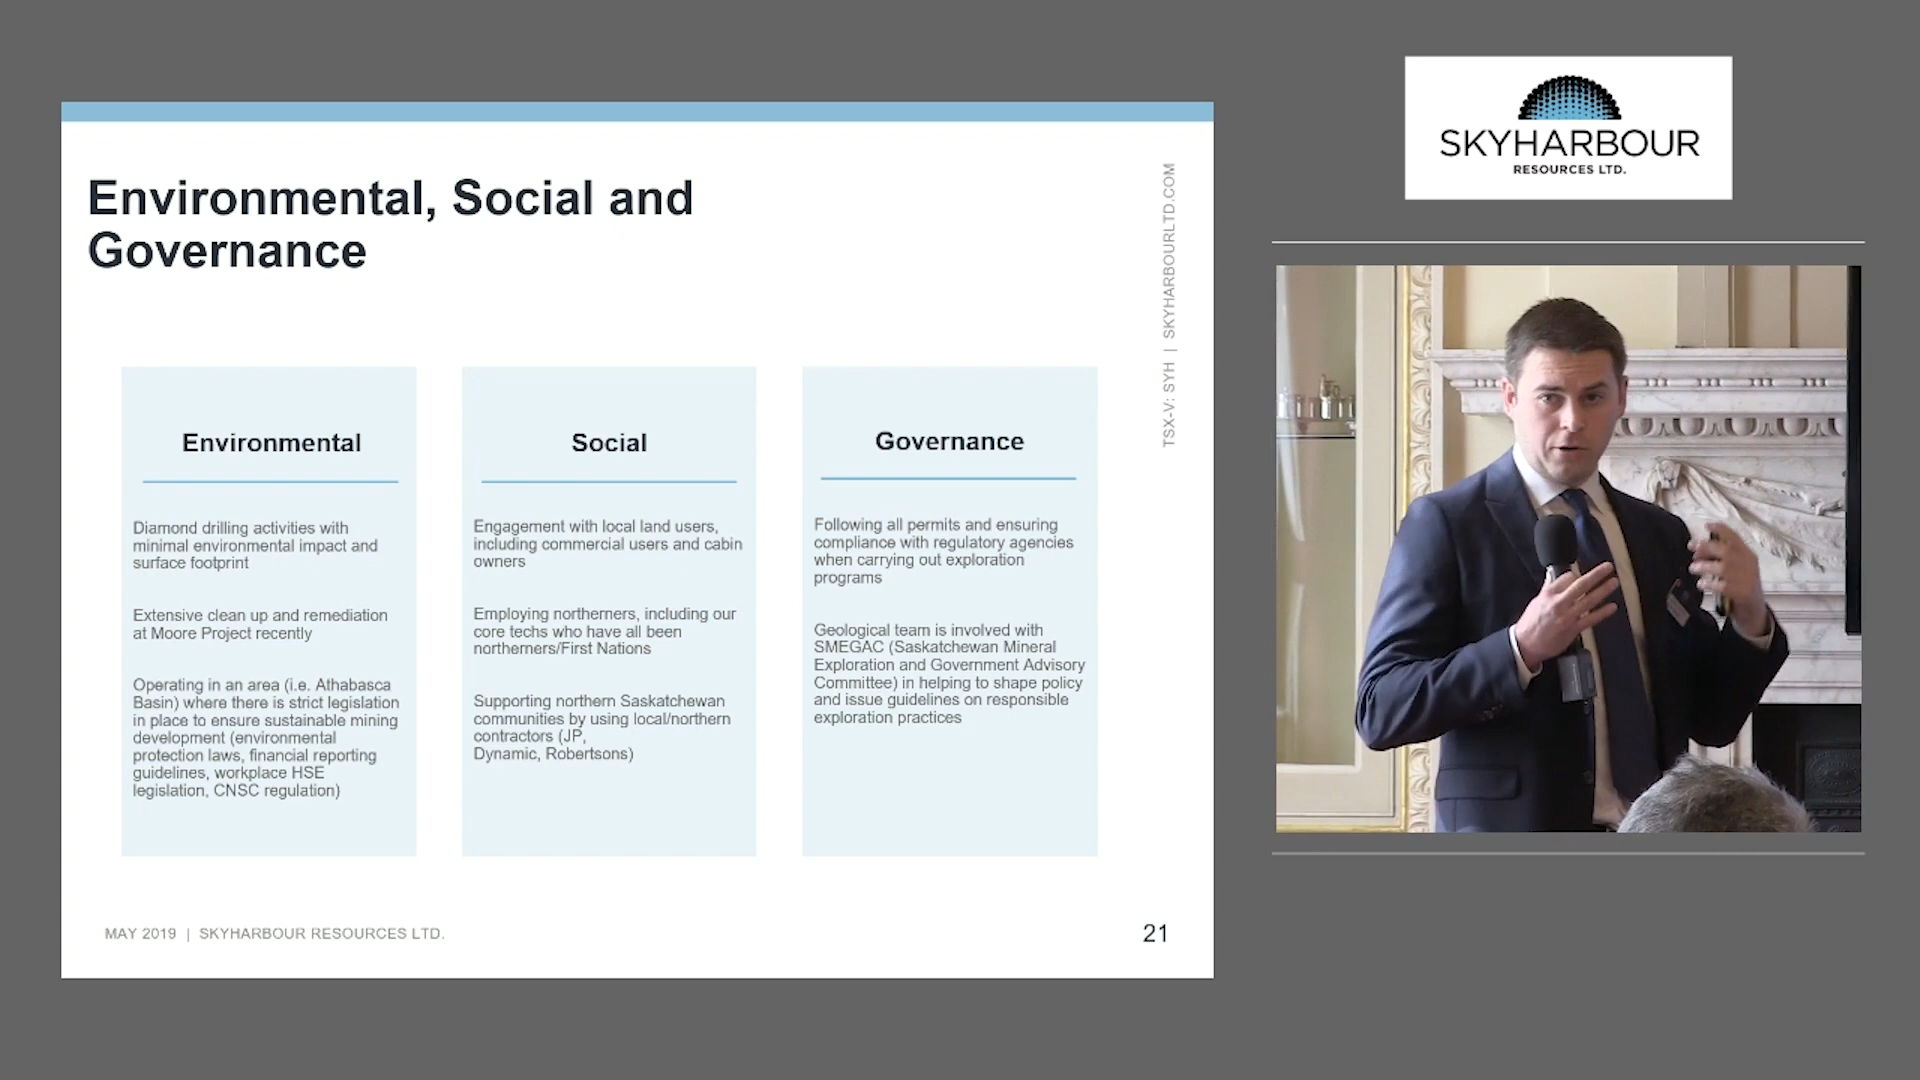 SKYHARBOUR
RESOURCES LTD.
Environmental, Social and
Governance
TSX-V: SYH | SKYHARBOURLTD.COM
Environmental
Diamond drilling activities with
minimal environmental impact and
surface footprint
Extensive clean up and remediation
at Moore Project recently
Operating in an area (i.e. Athabasca
Basin) where there is strict legislation
in place to ensure sustainable mining
development (environmental
protection laws, financial reporting
guidelines, workplace HSE
legislation, CNSC regulation)
Social
Engagement with local land users,
including commercial users and cabin
owners
Employing northerners, including our
core techs who have all been
northerners/First Nations
Supporting northern Saskatchewan
communities by using local/northern
contractors (JP,
Dynamic, Robertsons)
Governance
Following all permits and ensuring
compliance with regulatory agencies
when carrying out exploration
programs
Geological team is involved with
SMEGAC (Saskatchewan Mineral
Exploration and Government Advisory
Committee) in helping to shape policy
and issue guidelines on responsible
exploration practices
MAY 2019 | SKYHARBOUR RESOURCES LTD.
21